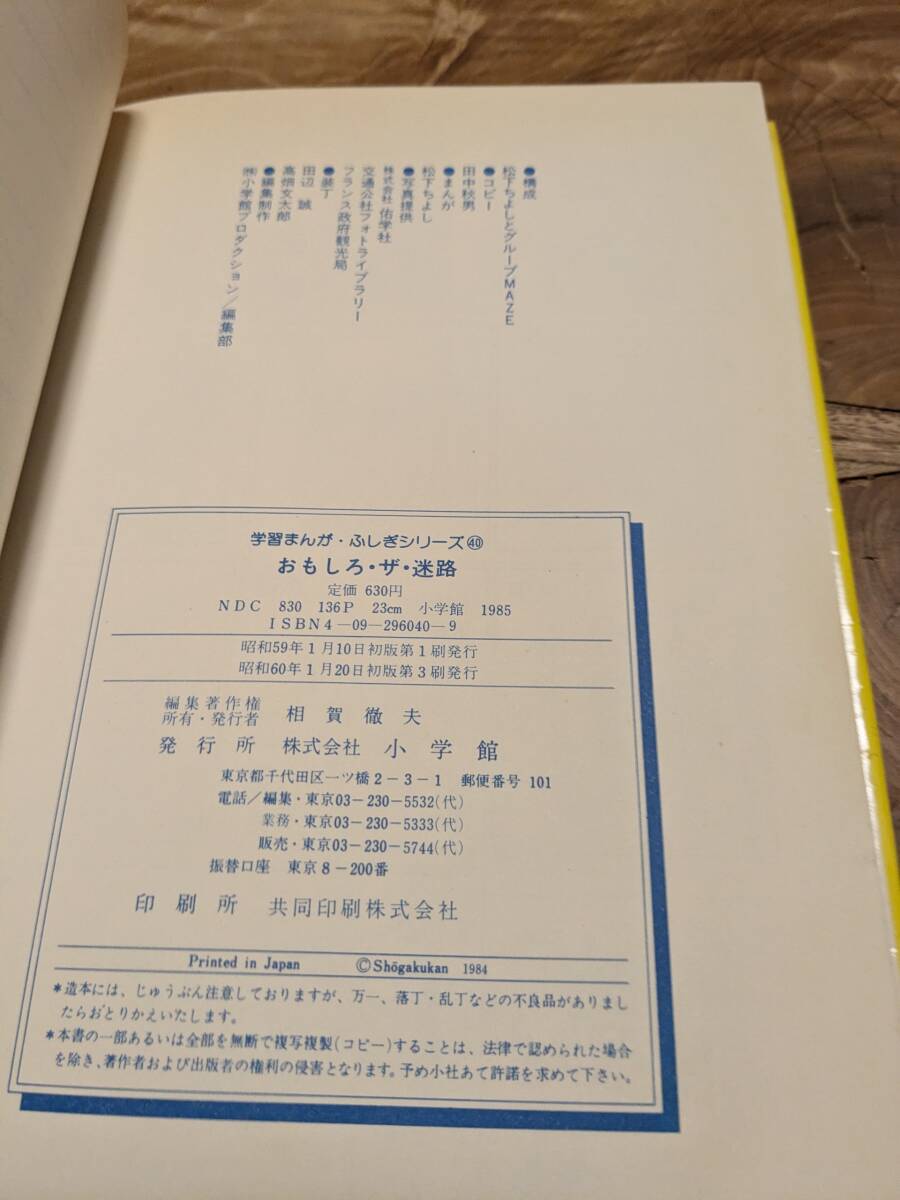 ●構成
松下ちよしとグループMAZE
●コピー
田中秋男
●まんが
松下ちよし
●写真提供
株式会社 佑学社
交通公社フォトライブラリー
フランス政府観光局
●装丁
田辺 誠
高畑文太郎
●編集制作
㈱小学館プロダクション／編集部
学習まんが・ふしぎシリーズ㊵
おもしろ・ザ・迷路
定価 630円
NDC 830 136P 23cm 小学館 1985
ISBN4―09―296040―9
昭和59年1月10日初版第1刷発行
昭和60年1月20日初版第3刷発行
編集著作権
所有・発行者 相賀徹夫
発行所 株式会社 小学館
東京都千代田区一ツ橋2－3－1 郵便番号 101
電話／編集・東京03－230－5532(代)
業務・東京03－230－5333(代)
販売・東京03－230－5744(代)
振替口座 東京8－200番
印刷所 共同印刷株式会社
Printed in Japan ©Shōgakukan 1984
＊造本には、じゅうぶん注意しておりますが、万一、落丁・乱丁などの不良品がありまし
たらおとりかえいたします。
＊本書の一部あるいは全部を無断で複写複製(コピー)することは、法律で認められた場合
を除き、著作者および出版者の権利の侵害となります。予め小社あて許諾を求めて下さい。